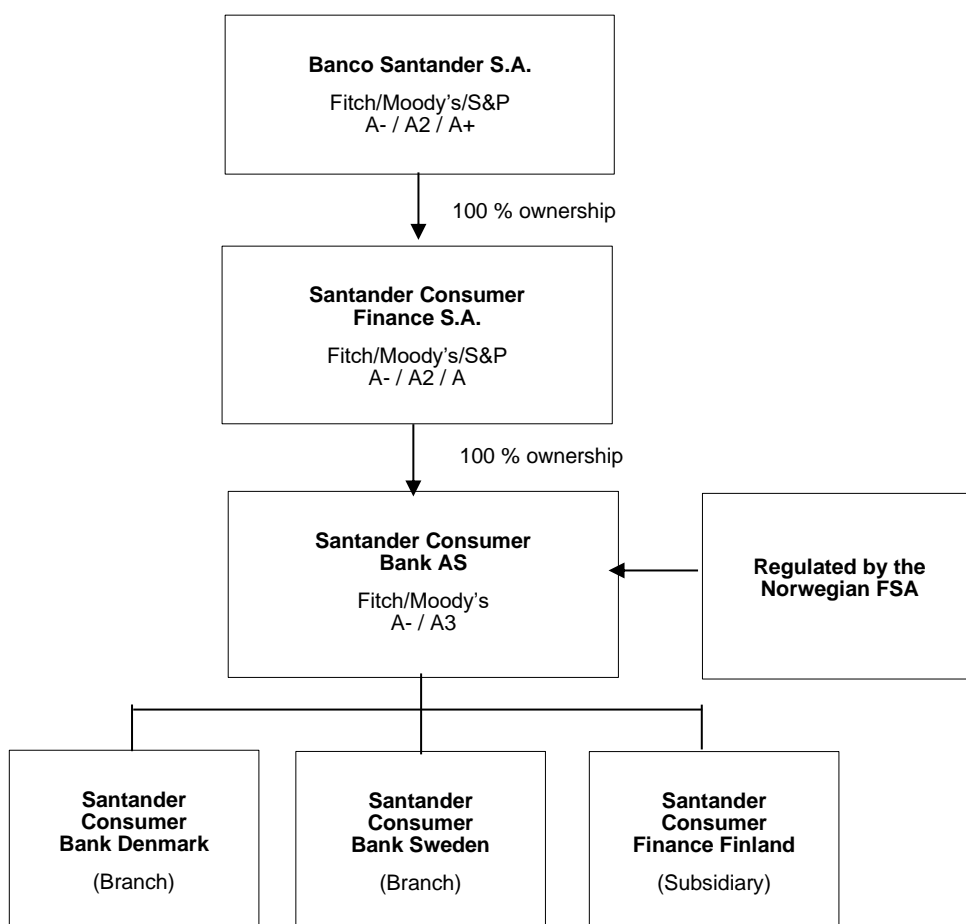 Banco Santander S.A.
Fitch/Moody’s/S&P
A- / A2 / A+
100 % ownership
Santander Consumer
Finance S.A.
Fitch/Moody’s/S&P
A- / A2 / A
100 % ownership
Santander Consumer
Bank AS
Fitch/Moody’s
A- / A3
Regulated by the
Norwegian FSA
Santander
Consumer
Bank Denmark
(Branch)
Santander
Consumer
Bank Sweden
(Branch)
Santander
Consumer
Finance Finland
(Subsidiary)